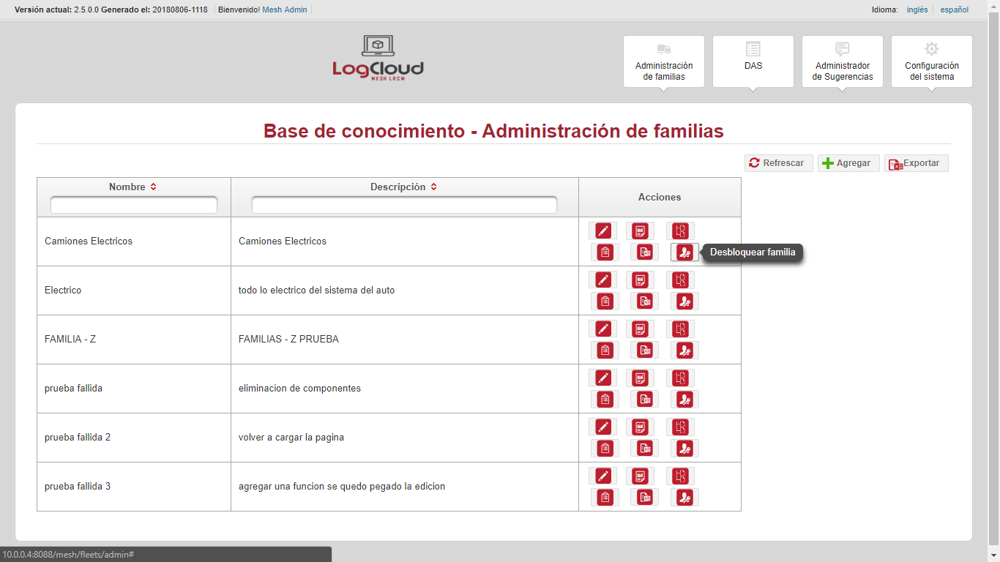 Versión actual: 2.5.0.0 Generado el: 20180806-1118 Bienvenido! Mesh Admin
Idioma: inglés español
LogCloud
MESH LRCM
Administración
de familias
DAS
Administrador
de Sugerencias
Configuración
del sistema
Base de conocimiento - Administración de familias
Refrescar Agregar Exportar
Nombre Descripción Acciones
Camiones Electricos Camiones Electricos
Desbloquear familia
Electrico todo lo electrico del sistema del auto
FAMILIA - Z FAMILIAS - Z PRUEBA
prueba fallida eliminacion de componentes
prueba fallida 2 volver a cargar la pagina
prueba fallida 3 agregar una funcion se quedo pegado la edicion
10.0.0.4:8088/mesh/fleets/admin#